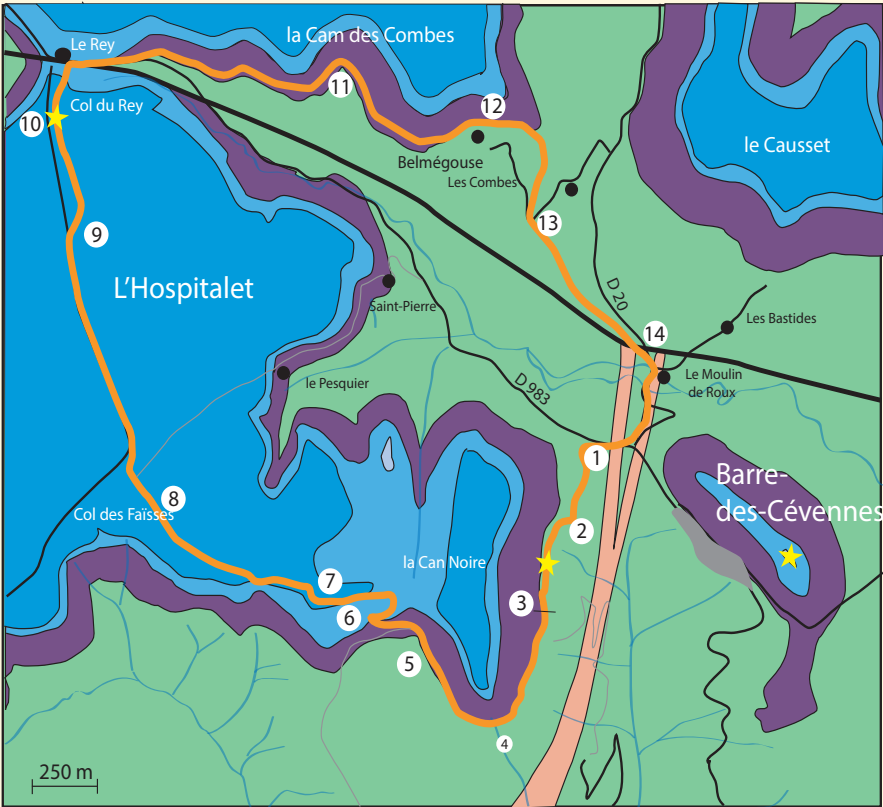 la Cam des Combes
Le Rey
11
Col du Rey
10
12
Belmégouse
le Causset
Les Combes
13
9
L'Hospitalet
D 20
Saint-Pierre
Les Bastides
14
Le Moulin
de Roux
le Pesquier
D 983
1
Barre-
des-Cévennes
8
Col des Faïsses
2
la Can Noire
7
3
6
5
4
250 m